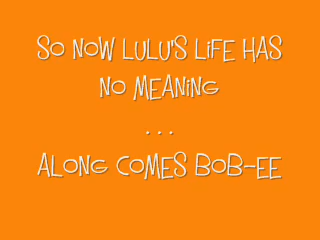 SO NOW LULU'S LiFE HAS
NO MEANiNG
...
ALONG COMES BOB-EE